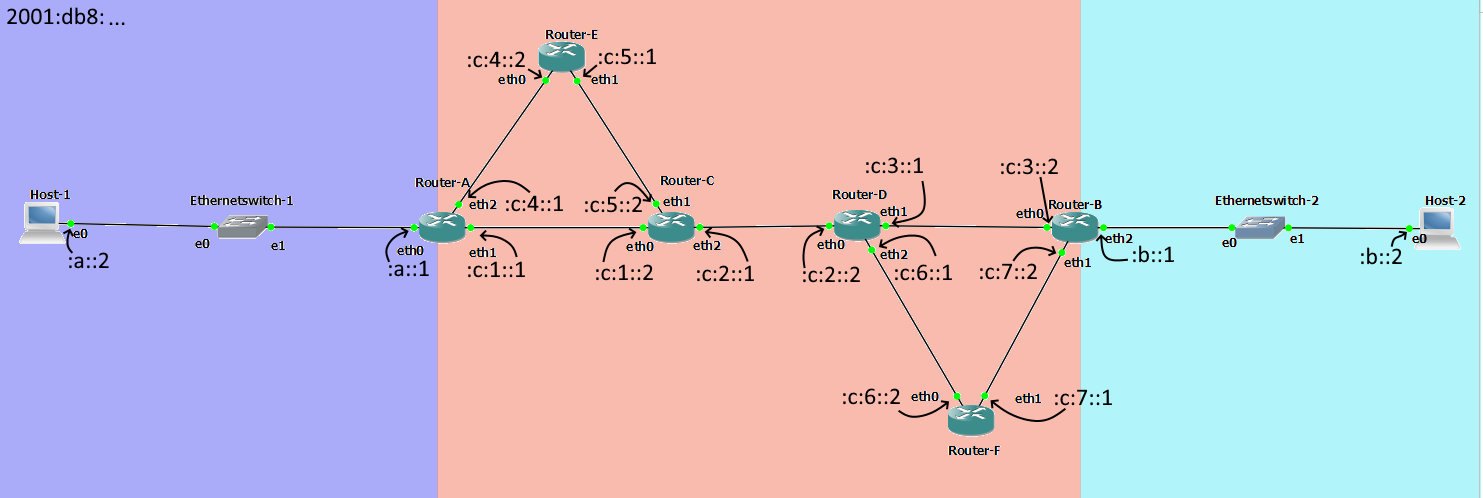 2001:db8: ...
Router-E
:c:4::2
:c:5::1
eth0
eth1
Host-1
e0
:a::2
Ethernetswitch-1
e0
e1
Router-A
eth2
:c:4::1
eth0
:a::1
eth1
:c:1::1
Router-C
:c:5::2
eth1
eth0
:c:1::2
eth2
:c:2::1
:c:3::1
Router-D
eth1
eth0
:c:2::2
eth2
:c:6::1
:c:3::2
Router-B
eth0
eth2
:b::1
eth1
:c:7::2
Ethernetswitch-2
e0
e1
Host-2
e0
:b::2
:c:6::2
eth0
eth1
:c:7::1
Router-F